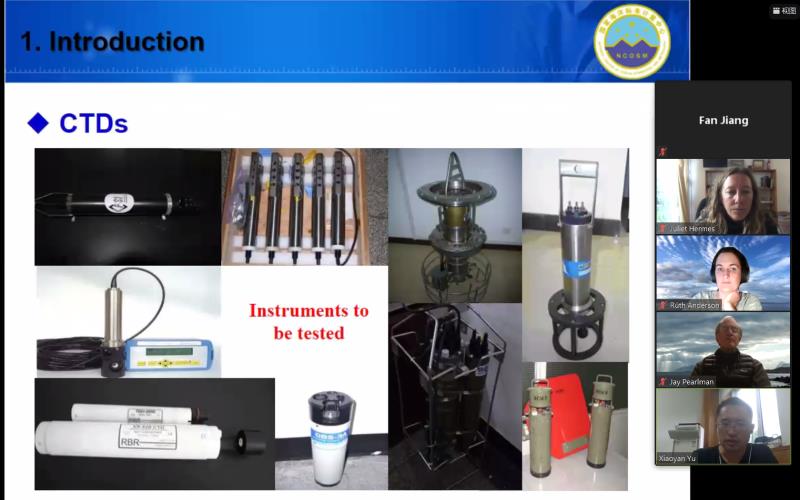 1. Introduction
NCOSM
视图
◆ CTDs
Fan Jiang
Juliet Hermes
Ruth Anderson
Jay Pearlman
Xiaoyan Yu
Instruments to
be tested
RBR
RBR